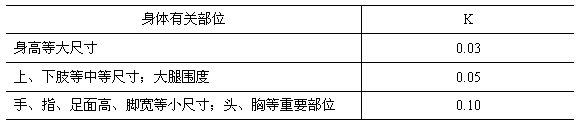 身体有关部位 K
身高等大尺寸 0.03
上、下肢等中等尺寸；大腿围度 0.05
手、指、足面高、脚宽等小尺寸；头、胸等重要部位 0.10